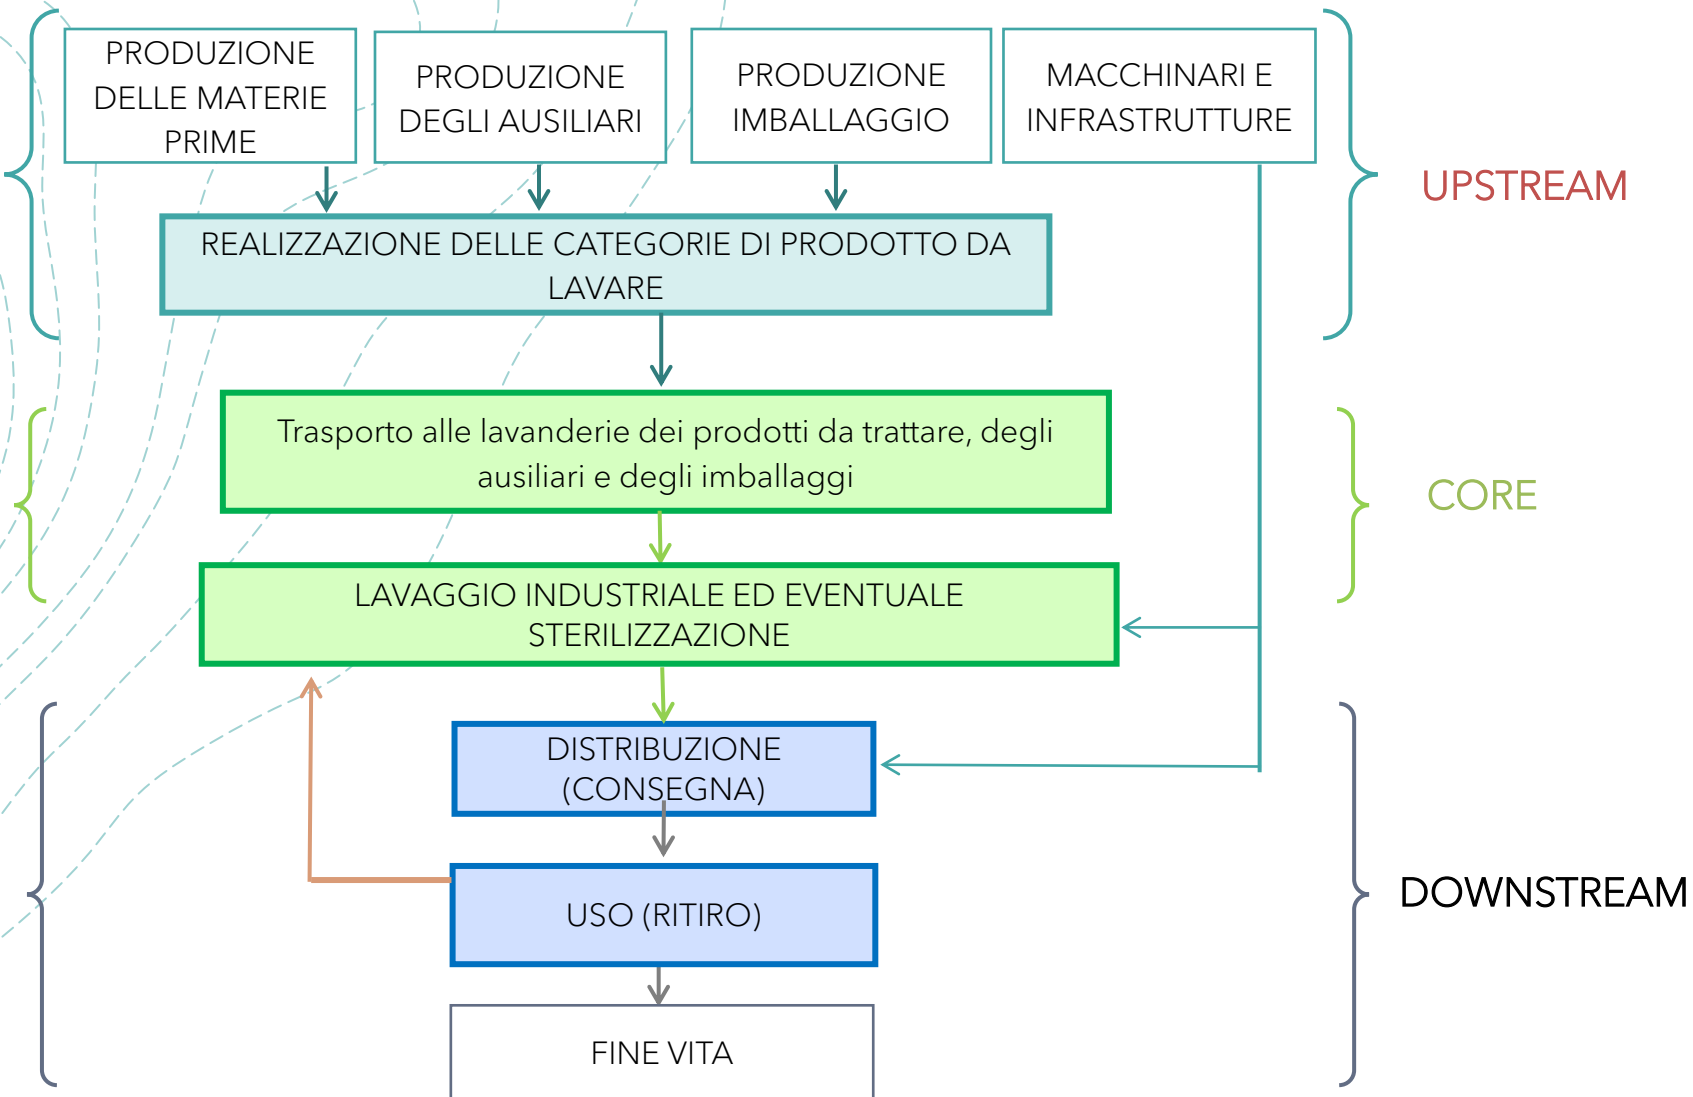 PRODUZIONE
DELLE MATERIE
PRIME
PRODUZIONE
DEGLI AUSILIARI
PRODUZIONE
IMBALLAGGIO
MACCHINARI E
INFRASTRUTTURE
UPSTREAM
REALIZZAZIONE DELLE CATEGORIE DI PRODOTTO DA
LAVARE
Trasporto alle lavanderie dei prodotti da trattare, degli
ausiliari e degli imballaggi
CORE
LAVAGGIO INDUSTRIALE ED EVENTUALE
STERILIZZAZIONE
DISTRIBUZIONE
(CONSEGNA)
USO (RITIRO)
DOWNSTREAM
FINE VITA